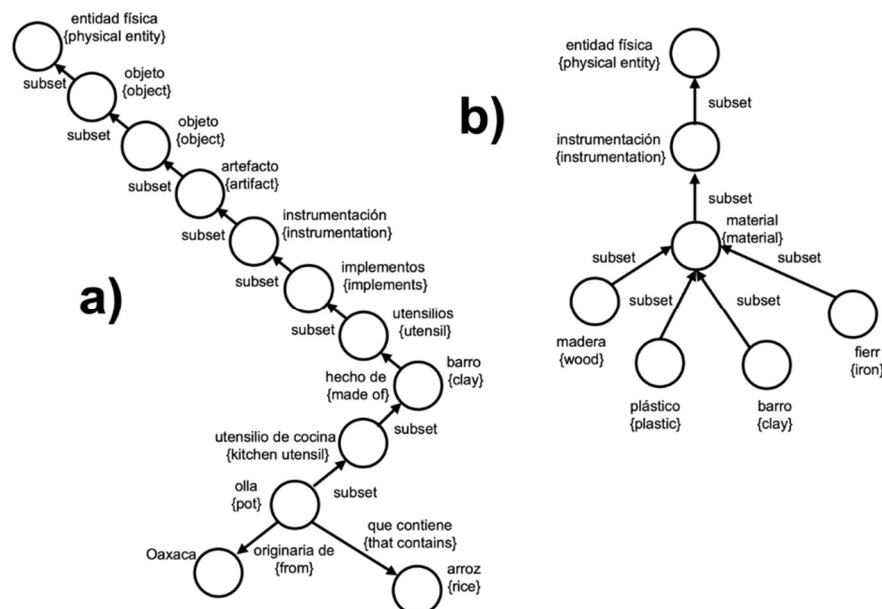 entidad física
{physical entity}
subset
objeto
{object}
subset
objeto
{object}
subset
artefacto
{artifact}
subset
instrumentación
{instrumentation}
subset
implementos
{implements}
subset
utensilios
{utensil}
a)
barro
{clay}
hecho de
{made of}
subset
utensilio de cocina
{kitchen utensil}
subset
olla
{pot}
que contiene
{that contains}
Oaxaca
originaria de
{from}
arroz
{rice}
b)
entidad física
{physical entity}
subset
instrumentación
{instrumentation}
subset
material
{material}
subset
subset
subset
subset
madera
{wood}
fierr
{iron}
plástico
{plastic}
barro
{clay}